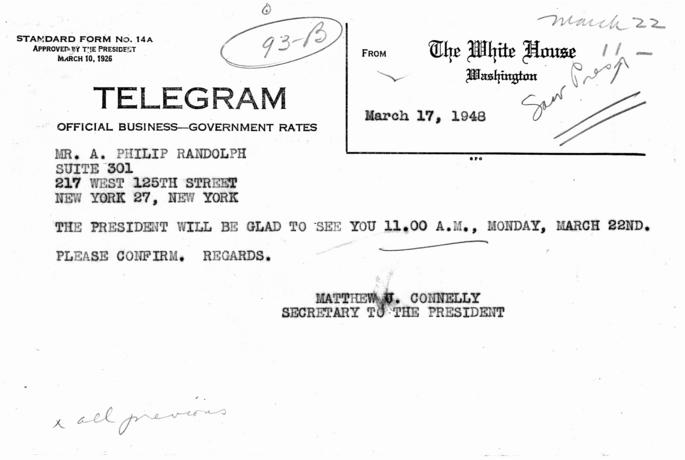 STANDARD FORM NO. 14A
APPROVED BY THE PRESIDENT
MARCH 10, 1926
93-B
March 22
11—
Saw Pres
FROM
The White House
Washington
TELEGRAM
OFFICIAL BUSINESS—GOVERNMENT RATES
March 17, 1948
GPO
MR. A. PHILIP RANDOLPH
SUITE 301
217 WEST 125TH STREET
NEW YORK 27, NEW YORK
THE PRESIDENT WILL BE GLAD TO SEE YOU 11.00 A.M., MONDAY, MARCH 22ND.
PLEASE CONFIRM. REGARDS.
MATTHEW J. CONNELLY
SECRETARY TO THE PRESIDENT
x all previous